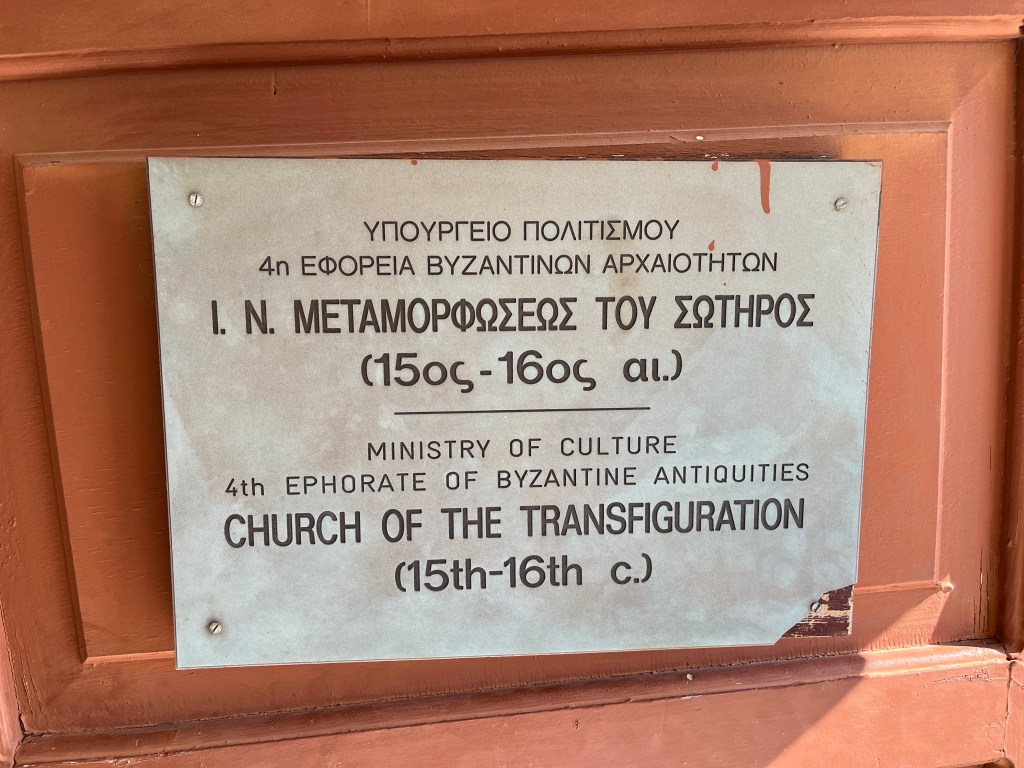 ΥΠΟΥΡΓΕΙΟ ΠΟΛΙΤΙΣΜΟΥ
4η ΕΦΟΡΕΙΑ ΒΥΖΑΝΤΙΝΩΝ ΑΡΧΑΙΟΤΗΤΩΝ
Ι. Ν. ΜΕΤΑΜΟΡΦΩΣΕΩΣ ΤΟΥ ΣΩΤΗΡΟΣ
(15ος - 16ος αι.)
MINISTRY OF CULTURE
4th EPHORATE OF BYZANTINE ANTIQUITIES
CHURCH OF THE TRANSFIGURATION
(15th-16th c.)